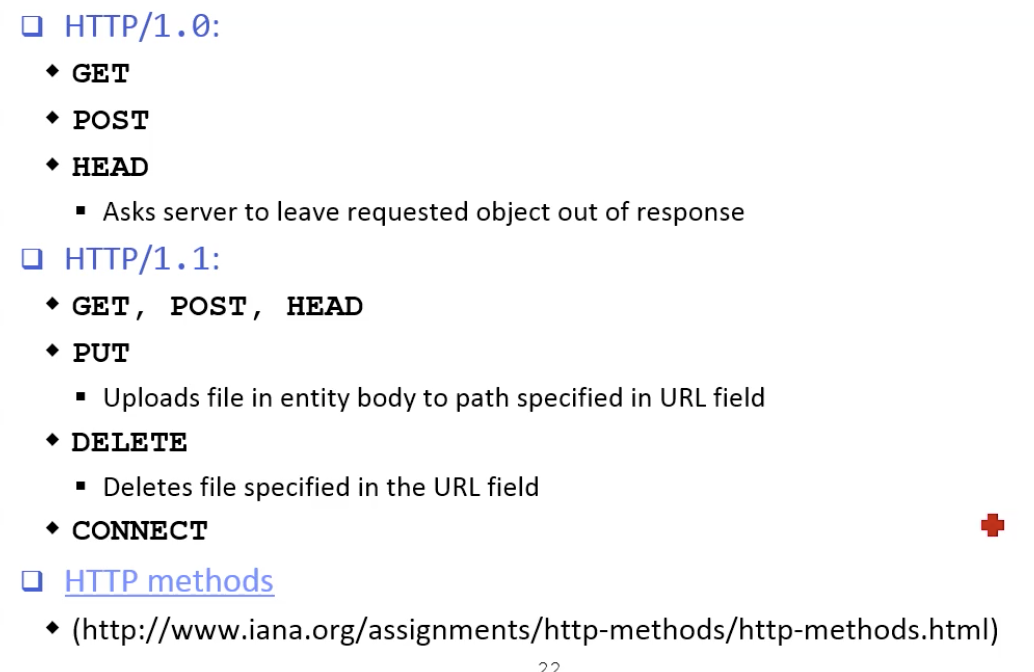 HTTP/1.0:
GET
POST
HEAD
Asks server to leave requested object out of response
HTTP/1.1:
GET, POST, HEAD
PUT
Uploads file in entity body to path specified in URL field
DELETE
Deletes file specified in the URL field
CONNECT
HTTP methods
(http://www.iana.org/assignments/http-methods/http-methods.html)
22